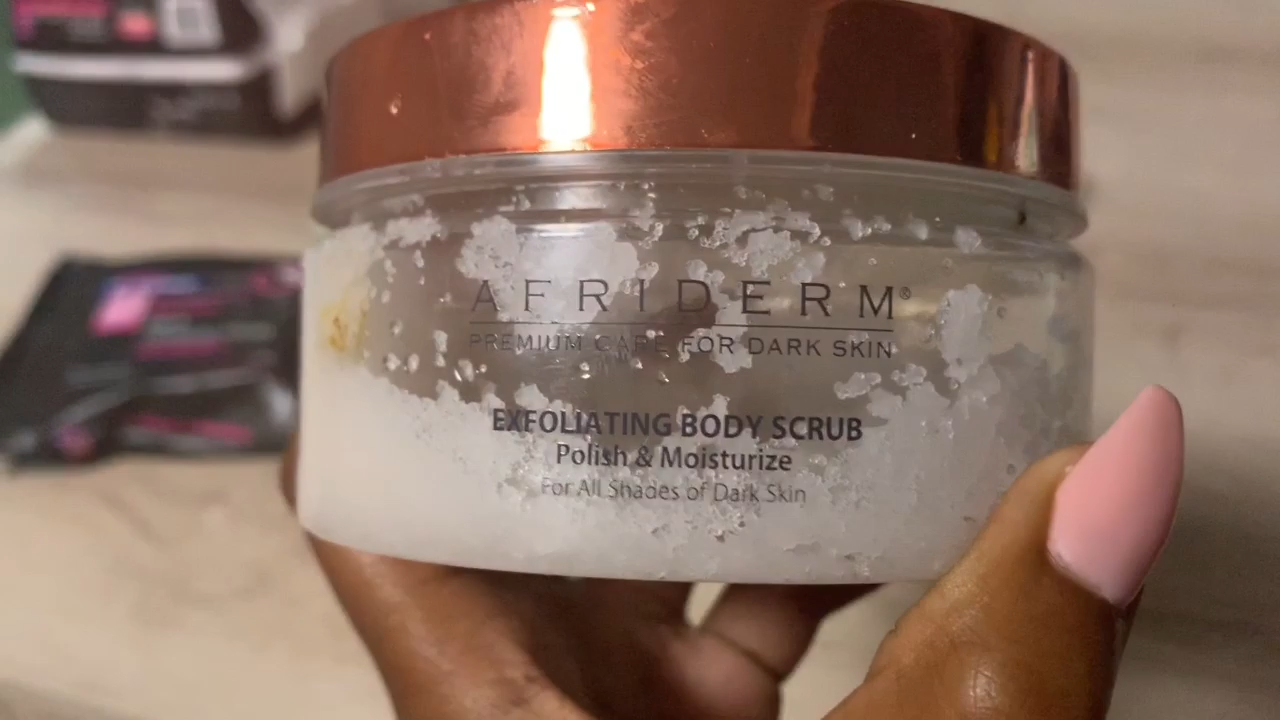 AFRIDERM®
PREMIUM CARE FOR DARK SKIN
EXFOLIATING BODY SCRUB
Polish & Moisturize
For All Shades of Dark Skin